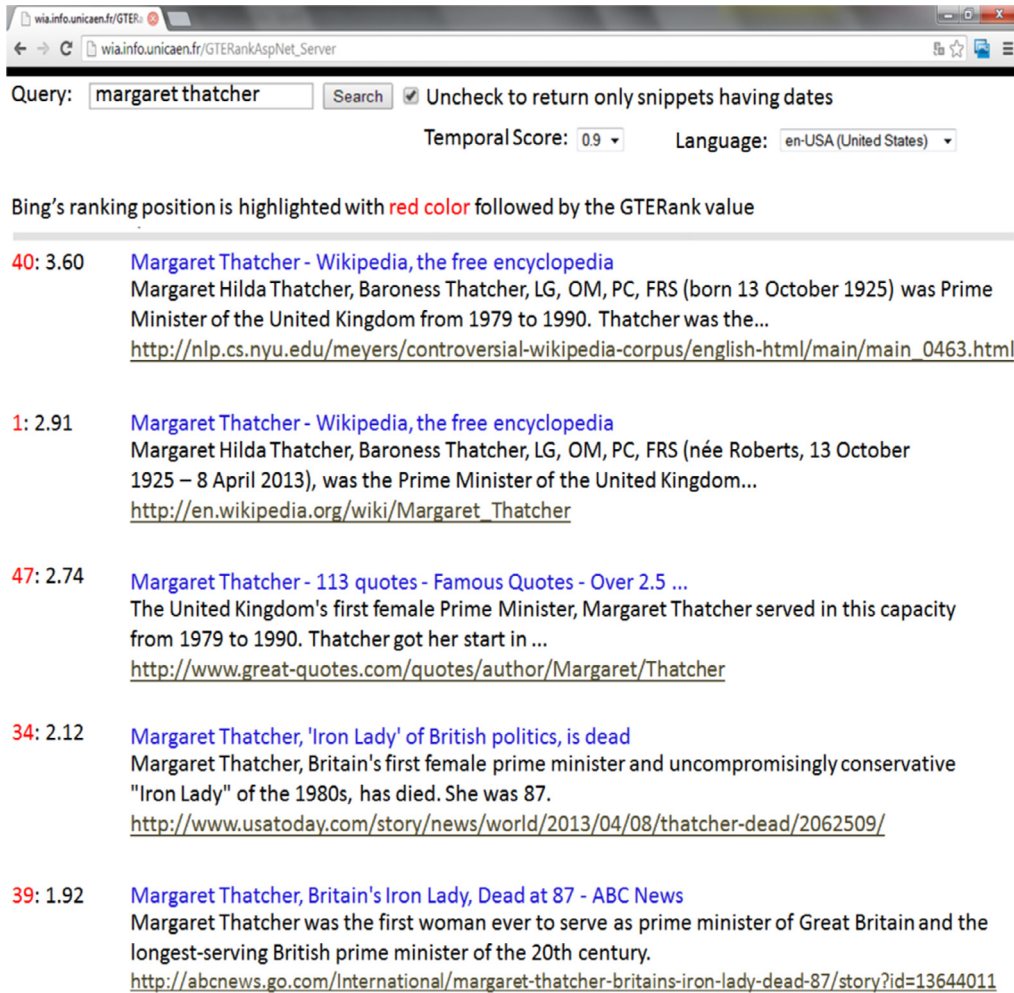 wia.info.unicaen.fr/GTERa
wia.info.unicaen.fr/GTERankAspNet_Server
Query: margaret thatcher Search Uncheck to return only snippets having dates
Temporal Score: 0.9 Language: en-USA (United States)
Bing's ranking position is highlighted with red color followed by the GTERank value
40: 3.60 Margaret Thatcher - Wikipedia, the free encyclopedia
Margaret Hilda Thatcher, Baroness Thatcher, LG, OM, PC, FRS (born 13 October 1925) was Prime
Minister of the United Kingdom from 1979 to 1990. Thatcher was the...
http://nlp.cs.nyu.edu/meyers/controversial-wikipedia-corpus/english-html/main/main_0463.html
1: 2.91 Margaret Thatcher - Wikipedia, the free encyclopedia
Margaret Hilda Thatcher, Baroness Thatcher, LG, OM, PC, FRS (née Roberts, 13 October
1925 – 8 April 2013), was the Prime Minister of the United Kingdom...
http://en.wikipedia.org/wiki/Margaret_Thatcher
47: 2.74 Margaret Thatcher - 113 quotes - Famous Quotes - Over 2.5 ...
The United Kingdom's first female Prime Minister, Margaret Thatcher served in this capacity
from 1979 to 1990. Thatcher got her start in ...
http://www.great-quotes.com/quotes/author/Margaret/Thatcher
34: 2.12 Margaret Thatcher, 'Iron Lady' of British politics, is dead
Margaret Thatcher, Britain's first female prime minister and uncompromisingly conservative
"Iron Lady" of the 1980s, has died. She was 87.
http://www.usatoday.com/story/news/world/2013/04/08/thatcher-dead/2062509/
39: 1.92 Margaret Thatcher, Britain's Iron Lady, Dead at 87 - ABC News
Margaret Thatcher was the first woman ever to serve as prime minister of Great Britain and the
longest-serving British prime minister of the 20th century.
http://abcnews.go.com/International/margaret-thatcher-britains-iron-lady-dead-87/story?id=13644011